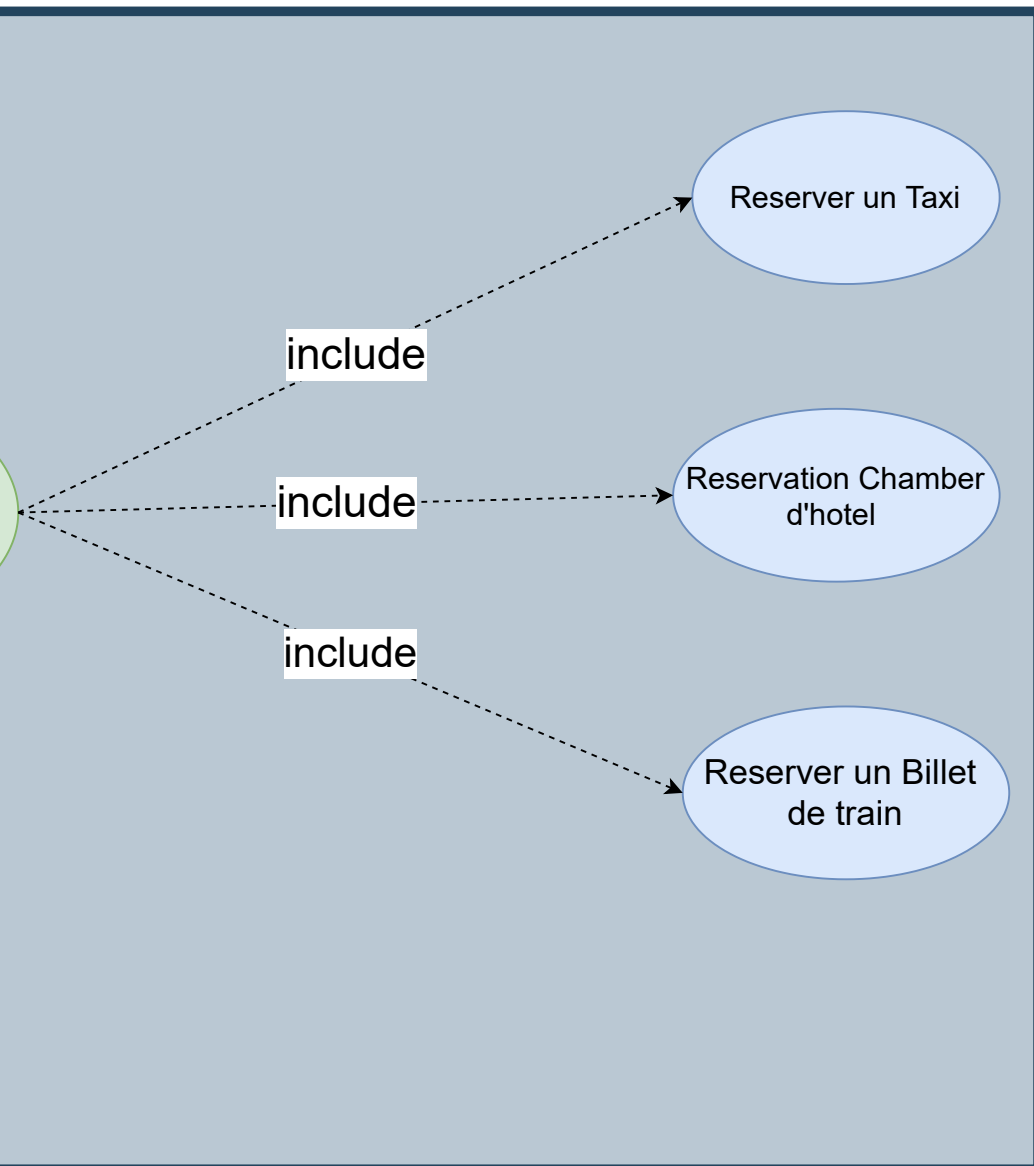 Reserver un Taxi
include
Reservation Chamber
d'hotel
include
include
Reserver un Billet
de train